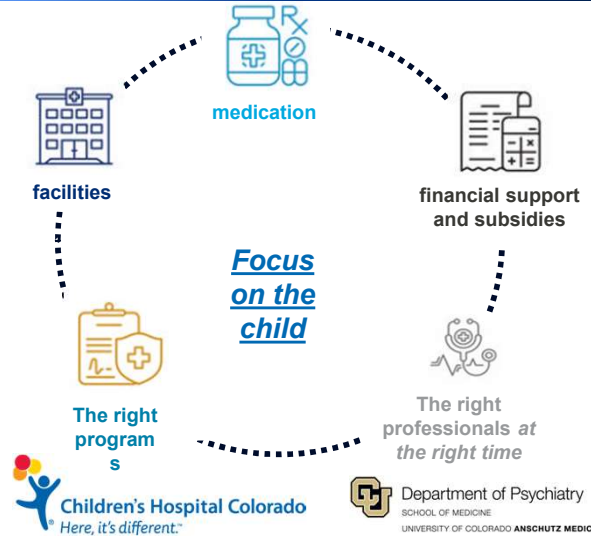 Rx
medication
facilities
financial support
and subsidies
Focus
on the
child
The right
program
s
The right
professionals at
the right time
Children's Hospital Colorado
Here, it's different.™
CU
Department of Psychiatry
SCHOOL OF MEDICINE
UNIVERSITY OF COLORADO ANSCHUTZ MEDIC